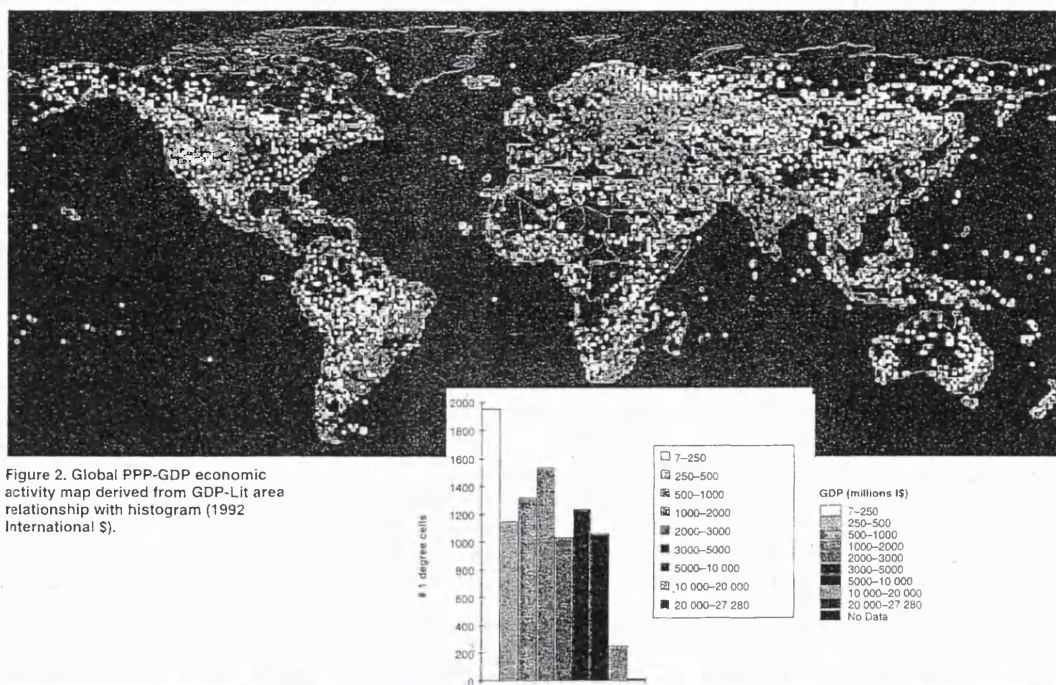 Figure 2. Global PPP-GDP economic
activity map derived from GDP-Lit area
relationship with histogram (1992
International $).
2000
1800
1600
1400
1200
1000
800
600
400
200
0
# 1 degree cells
7–250
250–500
500–1000
1000–2000
2000–3000
3000–5000
5000–10 000
10 000–20 000
20 000–27 280
GDP (millions I$)
7–250
250–500
500–1000
1000–2000
2000–3000
3000–5000
5000–10 000
10 000–20 000
20 000–27 280
No Data